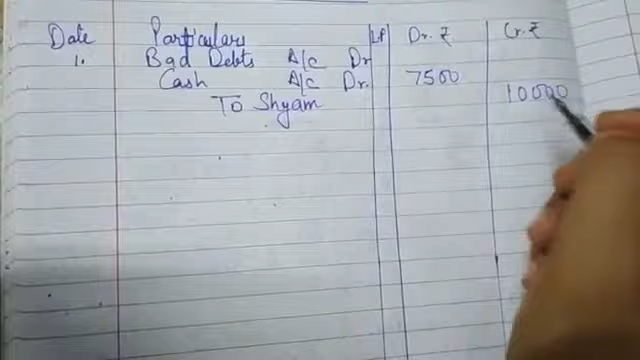 Date Particulars LF Dr. ₹ Cr. ₹
1. Bad Debts A/c Dr
Cash A/c Dr. 7500
To Shyam 10000